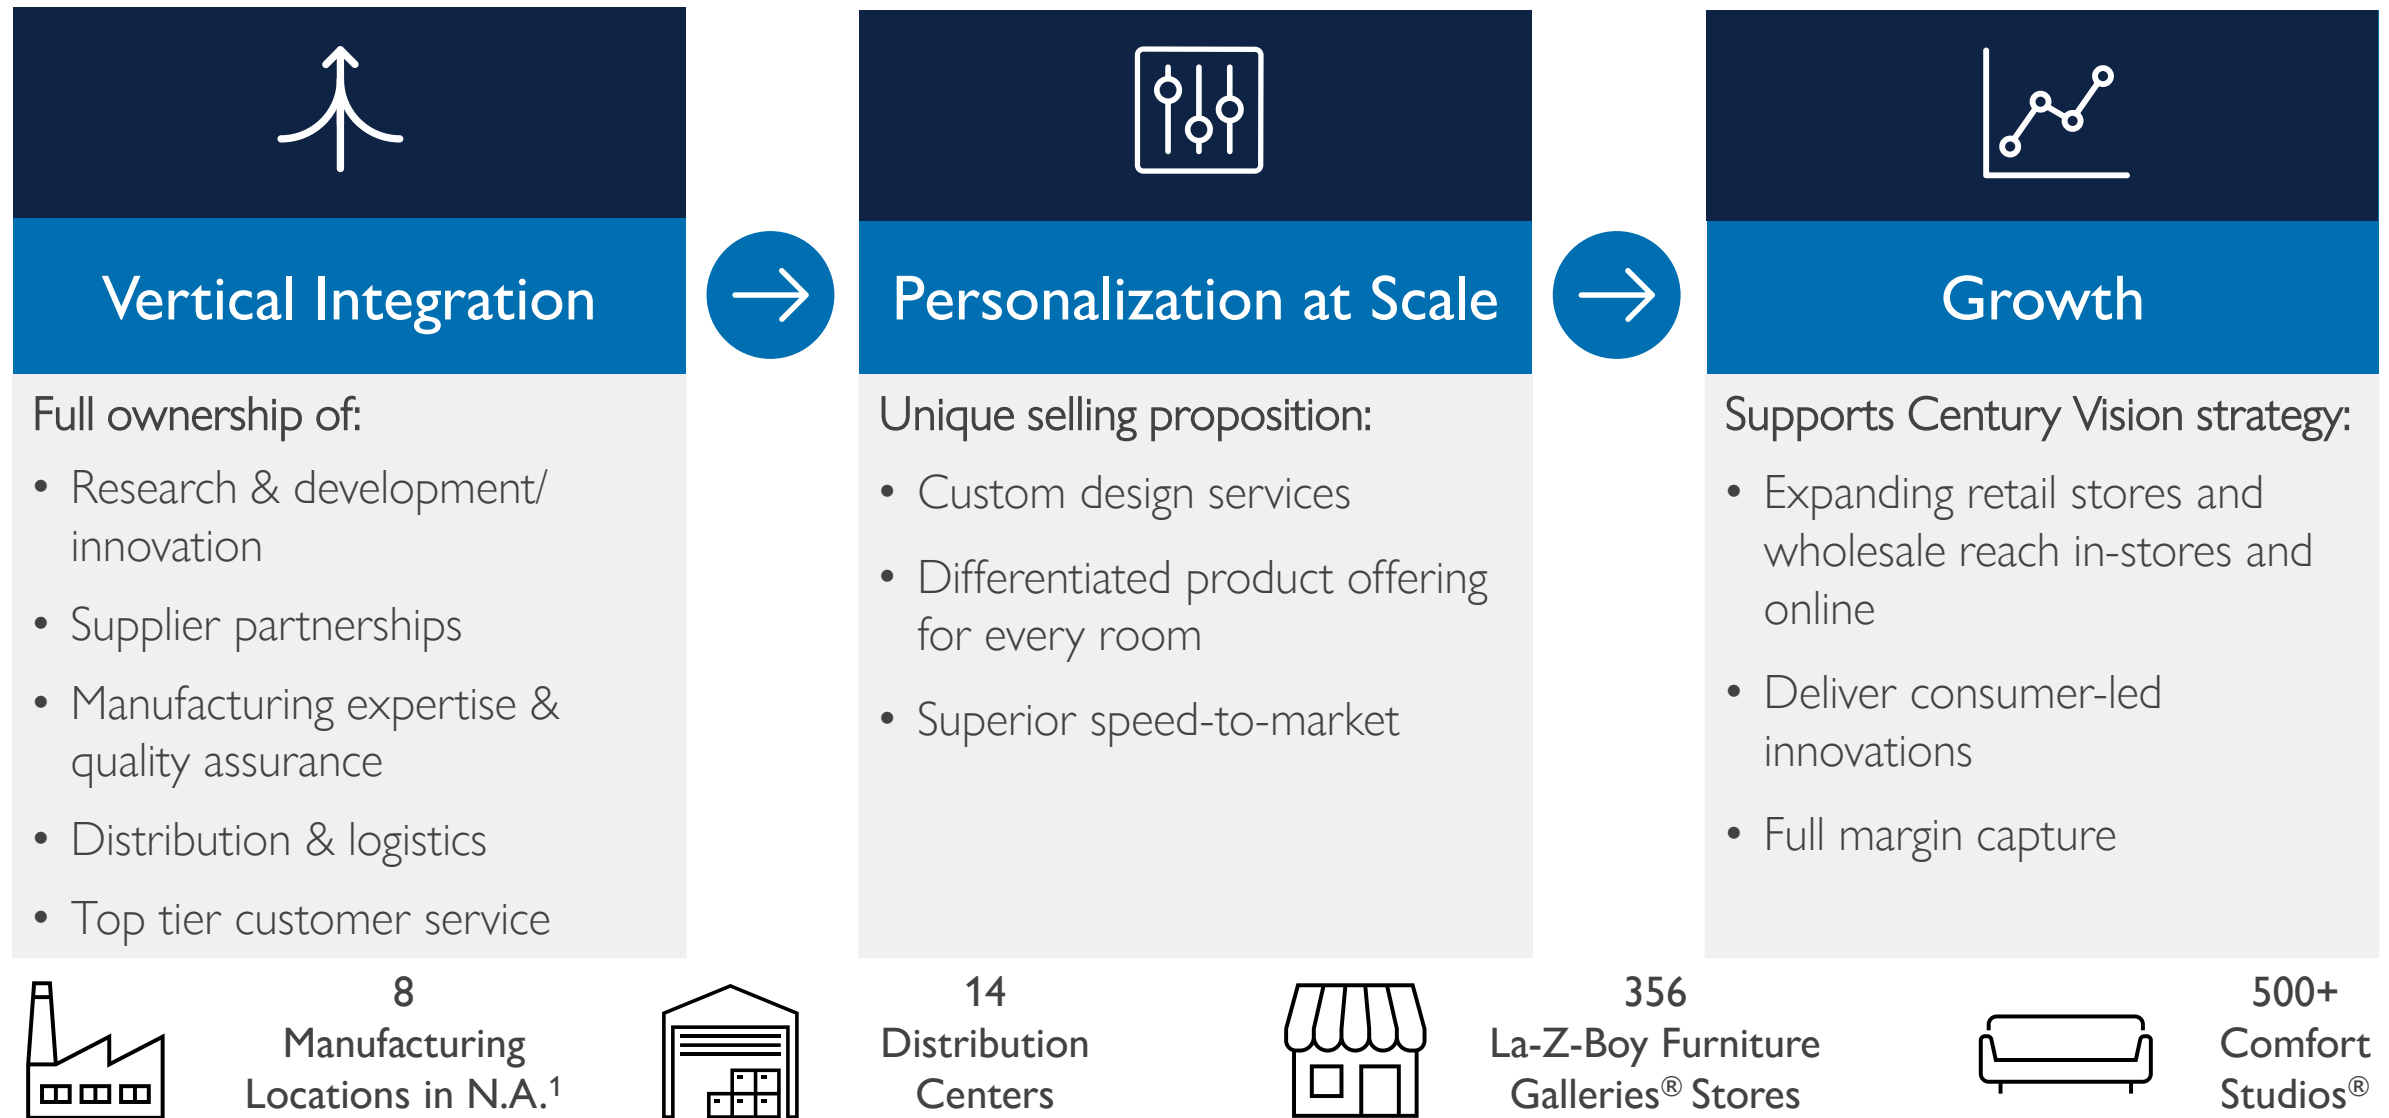 Vertical Integration
Full ownership of:
• Research & development/
innovation
• Supplier partnerships
• Manufacturing expertise &
quality assurance
• Distribution & logistics
• Top tier customer service
Personalization at Scale
Unique selling proposition:
• Custom design services
• Differentiated product offering
for every room
• Superior speed-to-market
Growth
Supports Century Vision strategy:
• Expanding retail stores and
wholesale reach in-stores and
online
• Deliver consumer-led
innovations
• Full margin capture
8
Manufacturing
Locations in N.A.¹
14
Distribution
Centers
356
La-Z-Boy Furniture
Galleries® Stores
500+
Comfort
Studios®